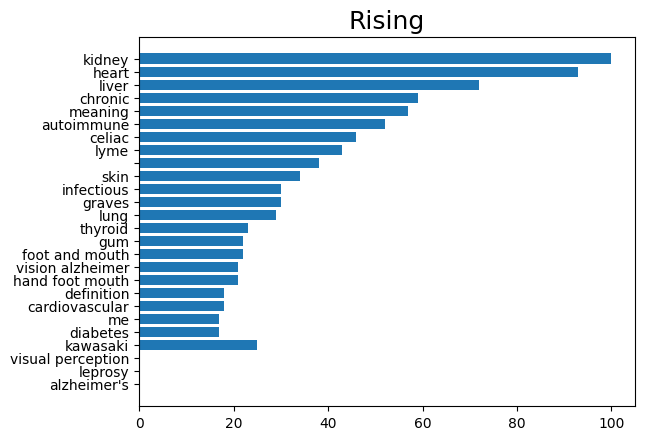 Rising
kidney
heart
liver
chronic
meaning
autoimmune
celiac
lyme
skin
infectious
graves
lung
thyroid
gum
foot and mouth
vision alzheimer
hand foot mouth
definition
cardiovascular
me
diabetes
kawasaki
visual perception
leprosy
alzheimer's
0 20 40 60 80 100